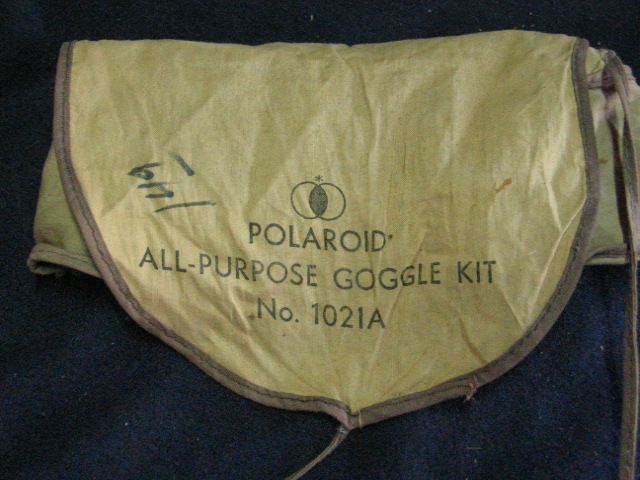 POLAROID
ALL-PURPOSE GOGGLE KIT
No. 1021A